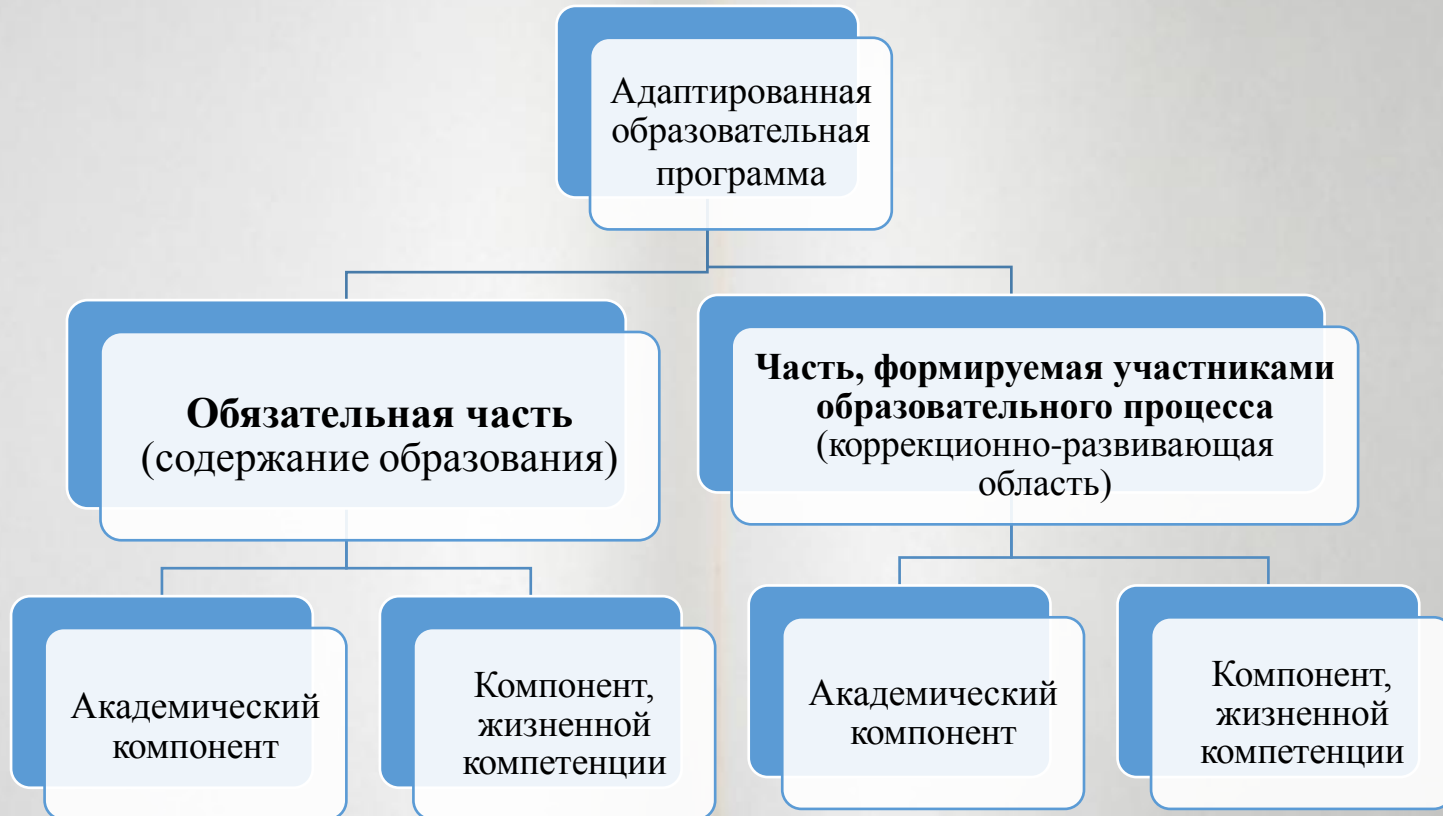 Адаптированная
образовательная
программа
Обязательная часть
(содержание образования)
Часть, формируемая участниками
образовательного процесса
(коррекционно-развивающая
область)
Академический
компонент
Компонент,
жизненной
компетенции
Академический
компонент
Компонент,
жизненной
компетенции